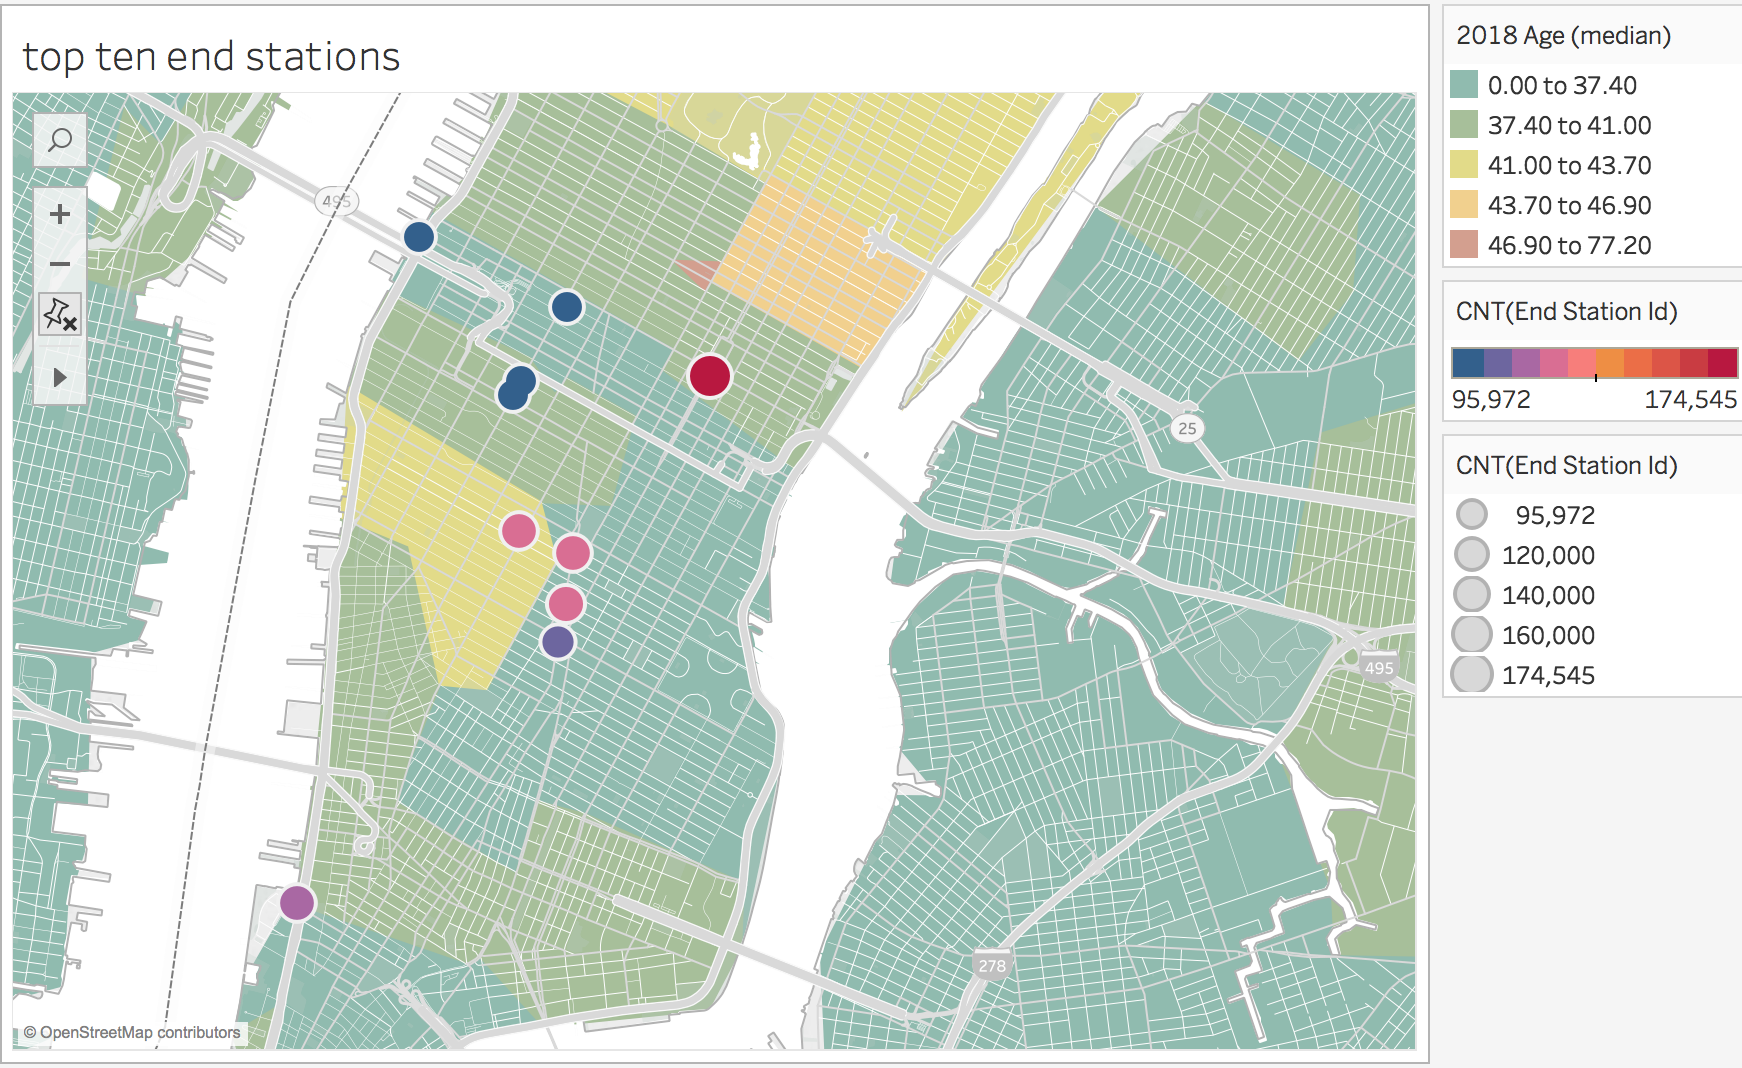 top ten end stations
495
25
495
278
© OpenStreetMap contributors
2018 Age (median)
0.00 to 37.40
37.40 to 41.00
41.00 to 43.70
43.70 to 46.90
46.90 to 77.20
CNT(End Station Id)
95,972 174,545
CNT(End Station Id)
95,972
120,000
140,000
160,000
174,545